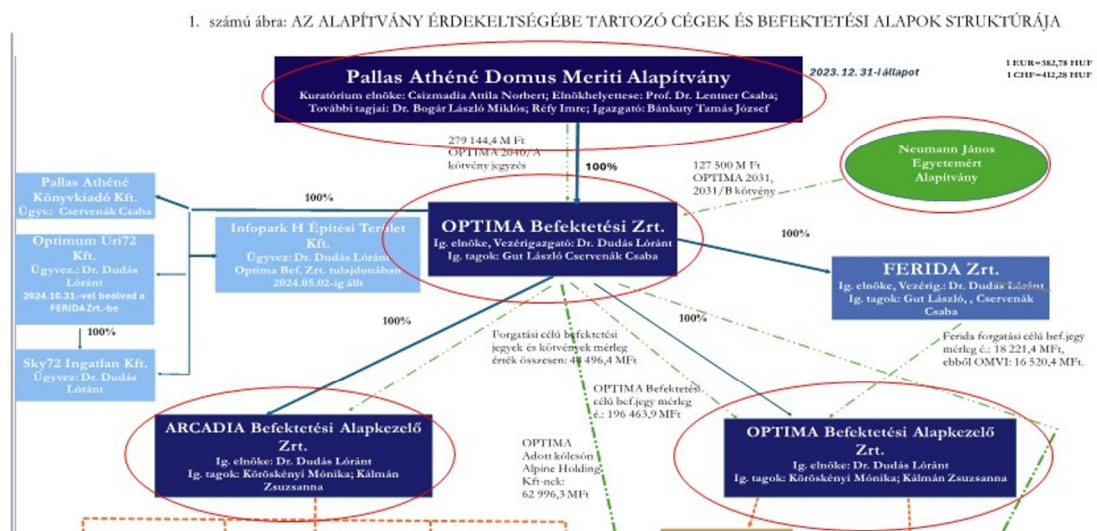 1. számú ábra: AZ ALAPÍTVÁNY ÉRDEKELTSÉGÉBE TARTOZÓ CÉGEK ÉS BEFEKTETÉSI ALAPOK STRUKTÚRÁJA
Pallas Athéné Domus Meriti Alapítvány
Kuratórium elnöke: Csizmadia Attila Norbert; Elnökhelyettese: Prof. Dr. Lentner Csaba;
További tagjai: Dr. Bogár László Miklós; Réfy Imre; Igazgató: Bánkuty Tamás József
2023.12. 31-i állapot
1 EUR=382,78 HUF
1 CHF=412,28 HUF
279 144,4 M Ft
OPTIMA 2040/A
kötvény jegyzés
100%
127 500 M Ft
OPTIMA 2031,
2031/B kötvény
Neumann János
Egyetemért
Alapítvány
Pallas Athéné
Könyvkiadó Kft.
Ügyv.: Cservenák Csaba
100%
Infopark H Építési Terület
Kft.
Ügyvez: Dr. Dudás Lóránt
Optima Bef. Zrt. tulajdonában
2024.05.02-ig állt
OPTIMA Befektetési Zrt.
Ig. elnöke, Vezérigazgató: Dr. Dudás Lóránt
Ig. tagok: Gut László Cservenák Csaba
100%
Optimum Uri72
Kft.
Ügyvez.: Dr. Dudás
Lóránt
2024.10.31.-vel beolvad a
FERIDA Zrt.-be
FERIDA Zrt.
Ig. elnöke, Vezérig.: Dr. Dudás Lóránt
Ig. tagok: Gut László, , Cservenák
Csaba
100%
Sky72 Ingatlan Kft.
Ügyvez: Dr. Dudás
Lóránt
100%
Forgatási célú befektetési
jegyek és kötvények mérleg
érték összesen: 496,4 MFt
100%
Ferida forgatási célú bef.jegy
mérleg é.: 18 221,4 MFt,
ebből OMVI: 16 520,4 MFt.
OPTIMA Befektetési
célú bef.jegy mérleg
é.: 196 463,9 MFt
ARCADIA Befektetési Alapkezelő
Zrt.
Ig. elnöke: Dr. Dudás Lóránt
Ig. tagok: Köröskényi Mónika; Kálmán
Zsuzsanna
OPTIMA
Adott kölcsön
Alpine Holding
Kft-nek:
62 996,3 MFt
OPTIMA Befektetési Alapkezelő
Zrt.
Ig. elnöke: Dr. Dudás Lóránt
Ig. tagok: Köröskényi Mónika; Kálmán Zsuzsanna